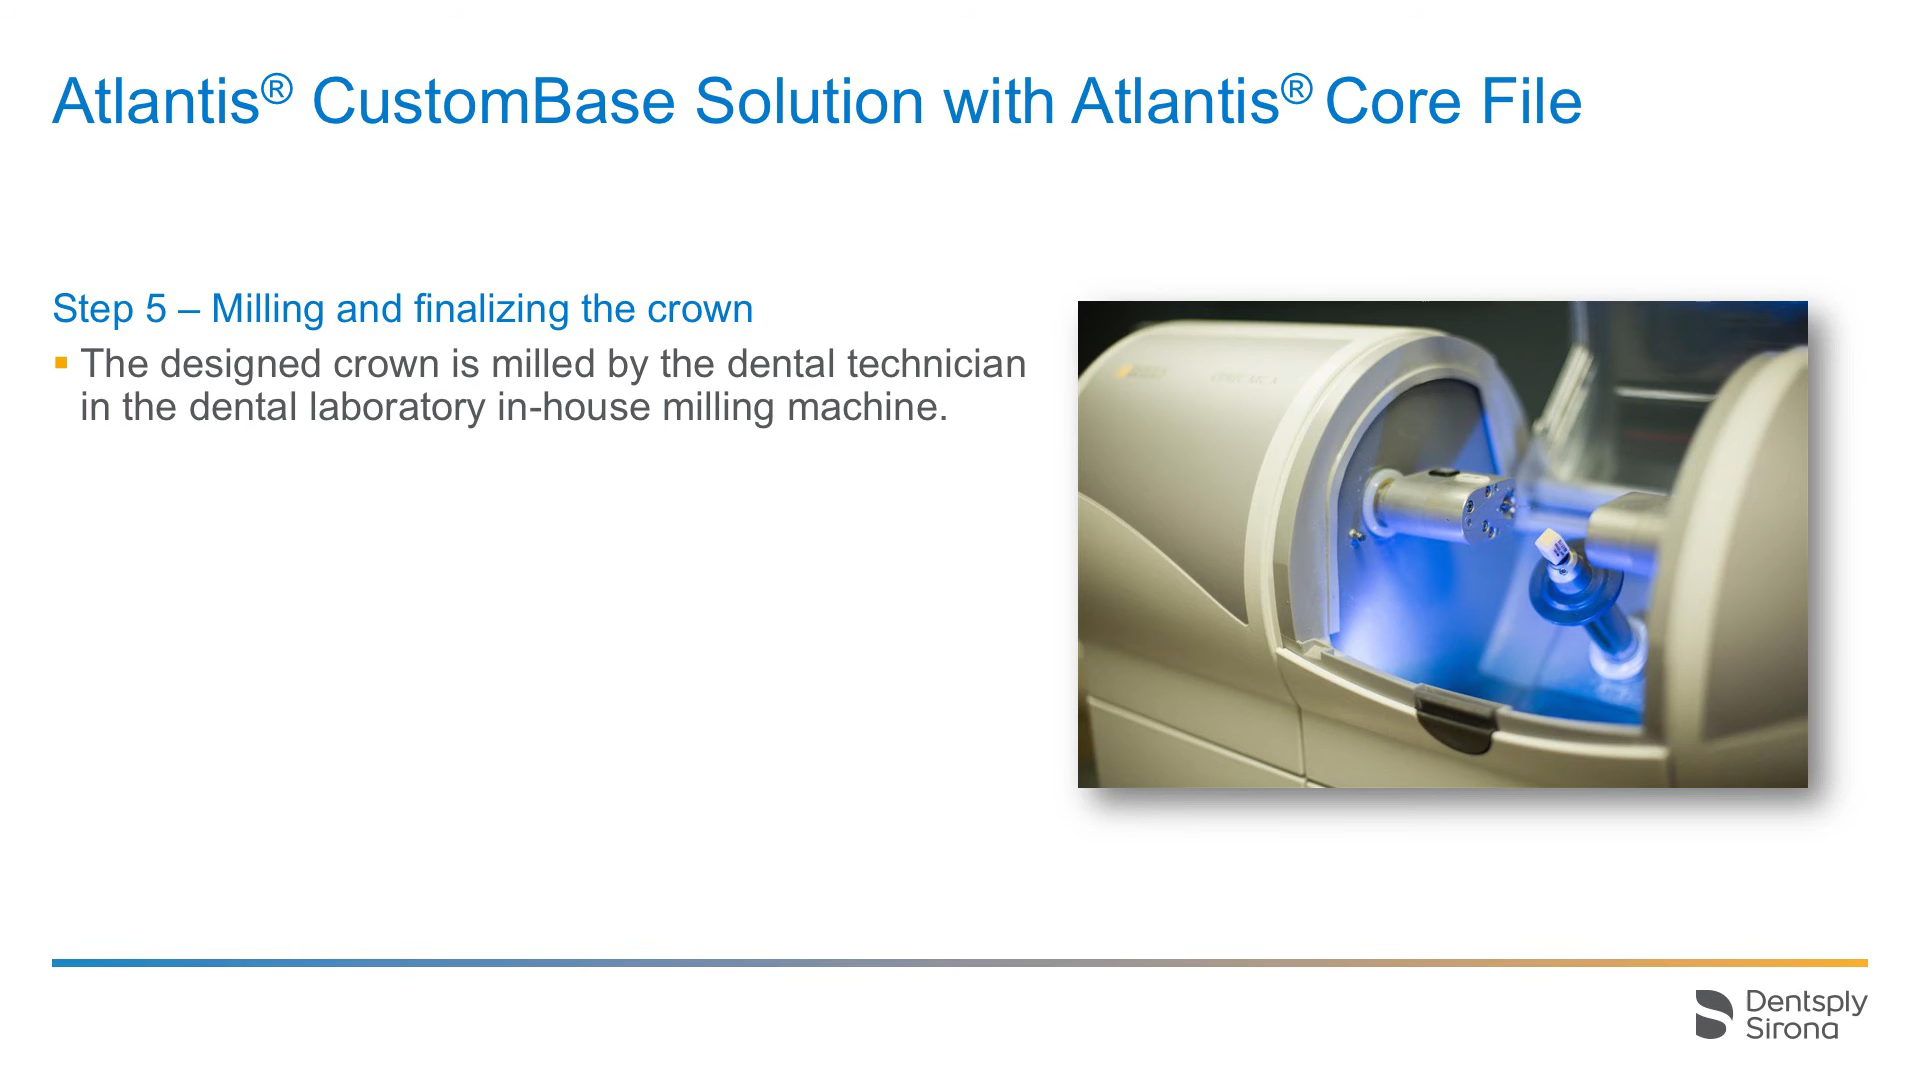 Atlantis® CustomBase Solution with Atlantis® Core File
Step 5 – Milling and finalizing the crown
▪ The designed crown is milled by the dental technician
in the dental laboratory in-house milling machine.
Dentsply
Sirona